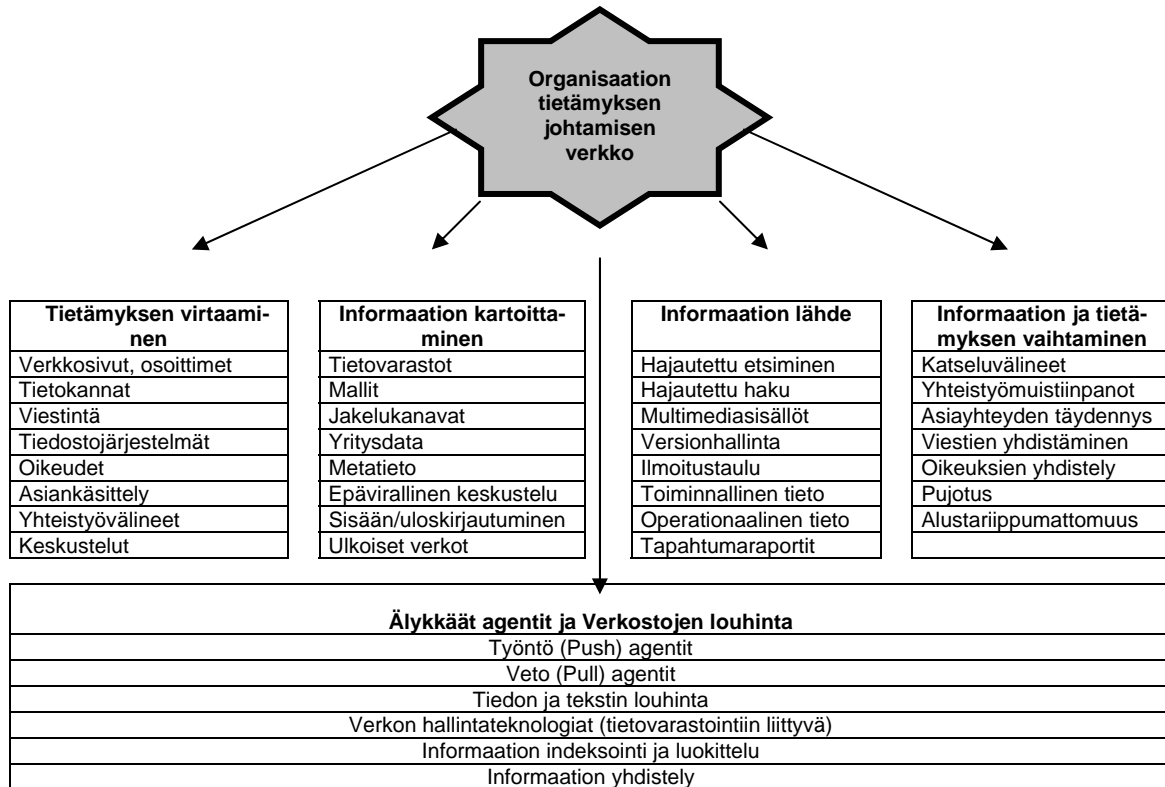 Organisaation
tietämyksen
johtamisen
verkko
Tietämyksen virtaami-
nen
Verkkosivut, osoittimet
Tietokannat
Viestintä
Tiedostojärjestelmät
Oikeudet
Asiankäsittely
Yhteistyövälineet
Keskustelut
Informaation kartoitta-
minen
Tietovarastot
Mallit
Jakelukanavat
Yritysdata
Metatieto
Epävirallinen keskustelu
Sisään/uloskirjautuminen
Ulkoiset verkot
Informaation lähde
Hajautettu etsiminen
Hajautettu haku
Multimediasisällöt
Versionhallinta
Ilmoitustaulu
Toiminnallinen tieto
Operationaalinen tieto
Tapahtumaraportit
Informaation ja tietä-
myksen vaihtaminen
Katseluvälineet
Yhteistyömuistiinpanot
Asiayhteyden täydennys
Viestien yhdistäminen
Oikeuksien yhdistely
Pujotus
Alustariippumattomuus
Älykkäät agentit ja Verkostojen louhinta
Työntö (Push) agentit
Veto (Pull) agentit
Tiedon ja tekstin louhinta
Verkon hallintateknologiat (tietovarastointiin liittyvä)
Informaation indeksointi ja luokittelu
Informaation yhdistely